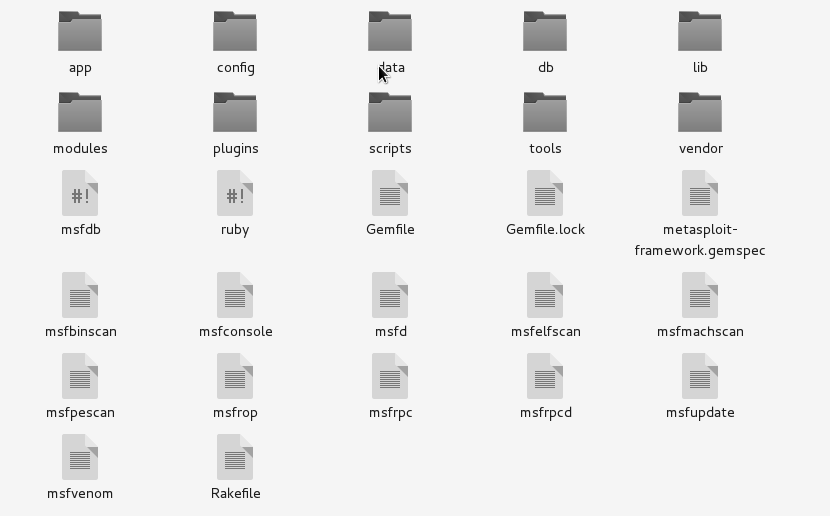 app config data db lib
modules plugins scripts tools vendor
#! #!
msfdb ruby Gemfile Gemfile.lock metasploit-
framework.gemspec
msfbinscan msfconsole msfd msfelfscan msfmachscan
msfpescan msfrop msfrpc msfrpcd msfupdate
msfvenom Rakefile